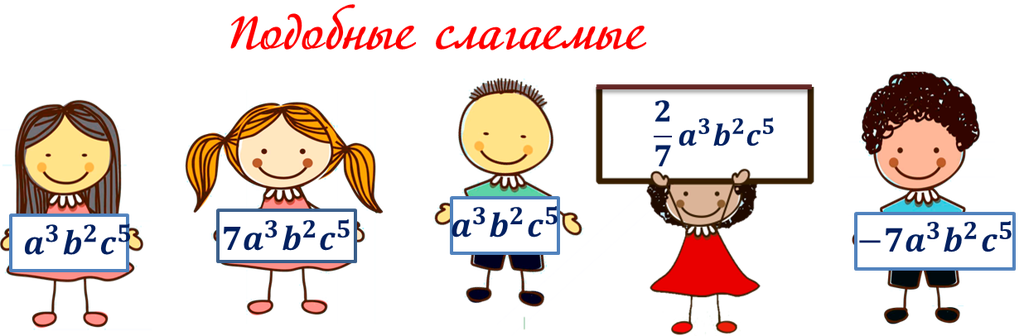 Подобные слагаемые
a³b²c⁵
7a³b²c⁵
a³b²c⁵
2/7 a³b²c⁵
−7a³b²c⁵